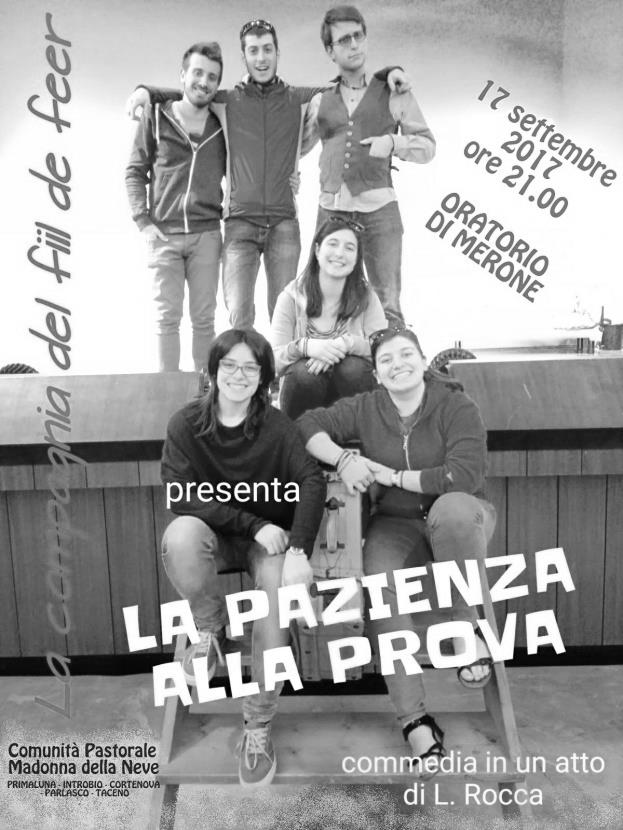 La compagnia del fiil de feer
17 settembre
2017
ore 21.00
ORATORIO
DI MERONE
presenta
LA PAZIENZA
ALLA PROVA
Comunità Pastorale
Madonna della Neve
PRIMALUNA - INTROBIO - CORTENOVA
- PARLASCO - TACENO
commedia in un atto
di L. Rocca